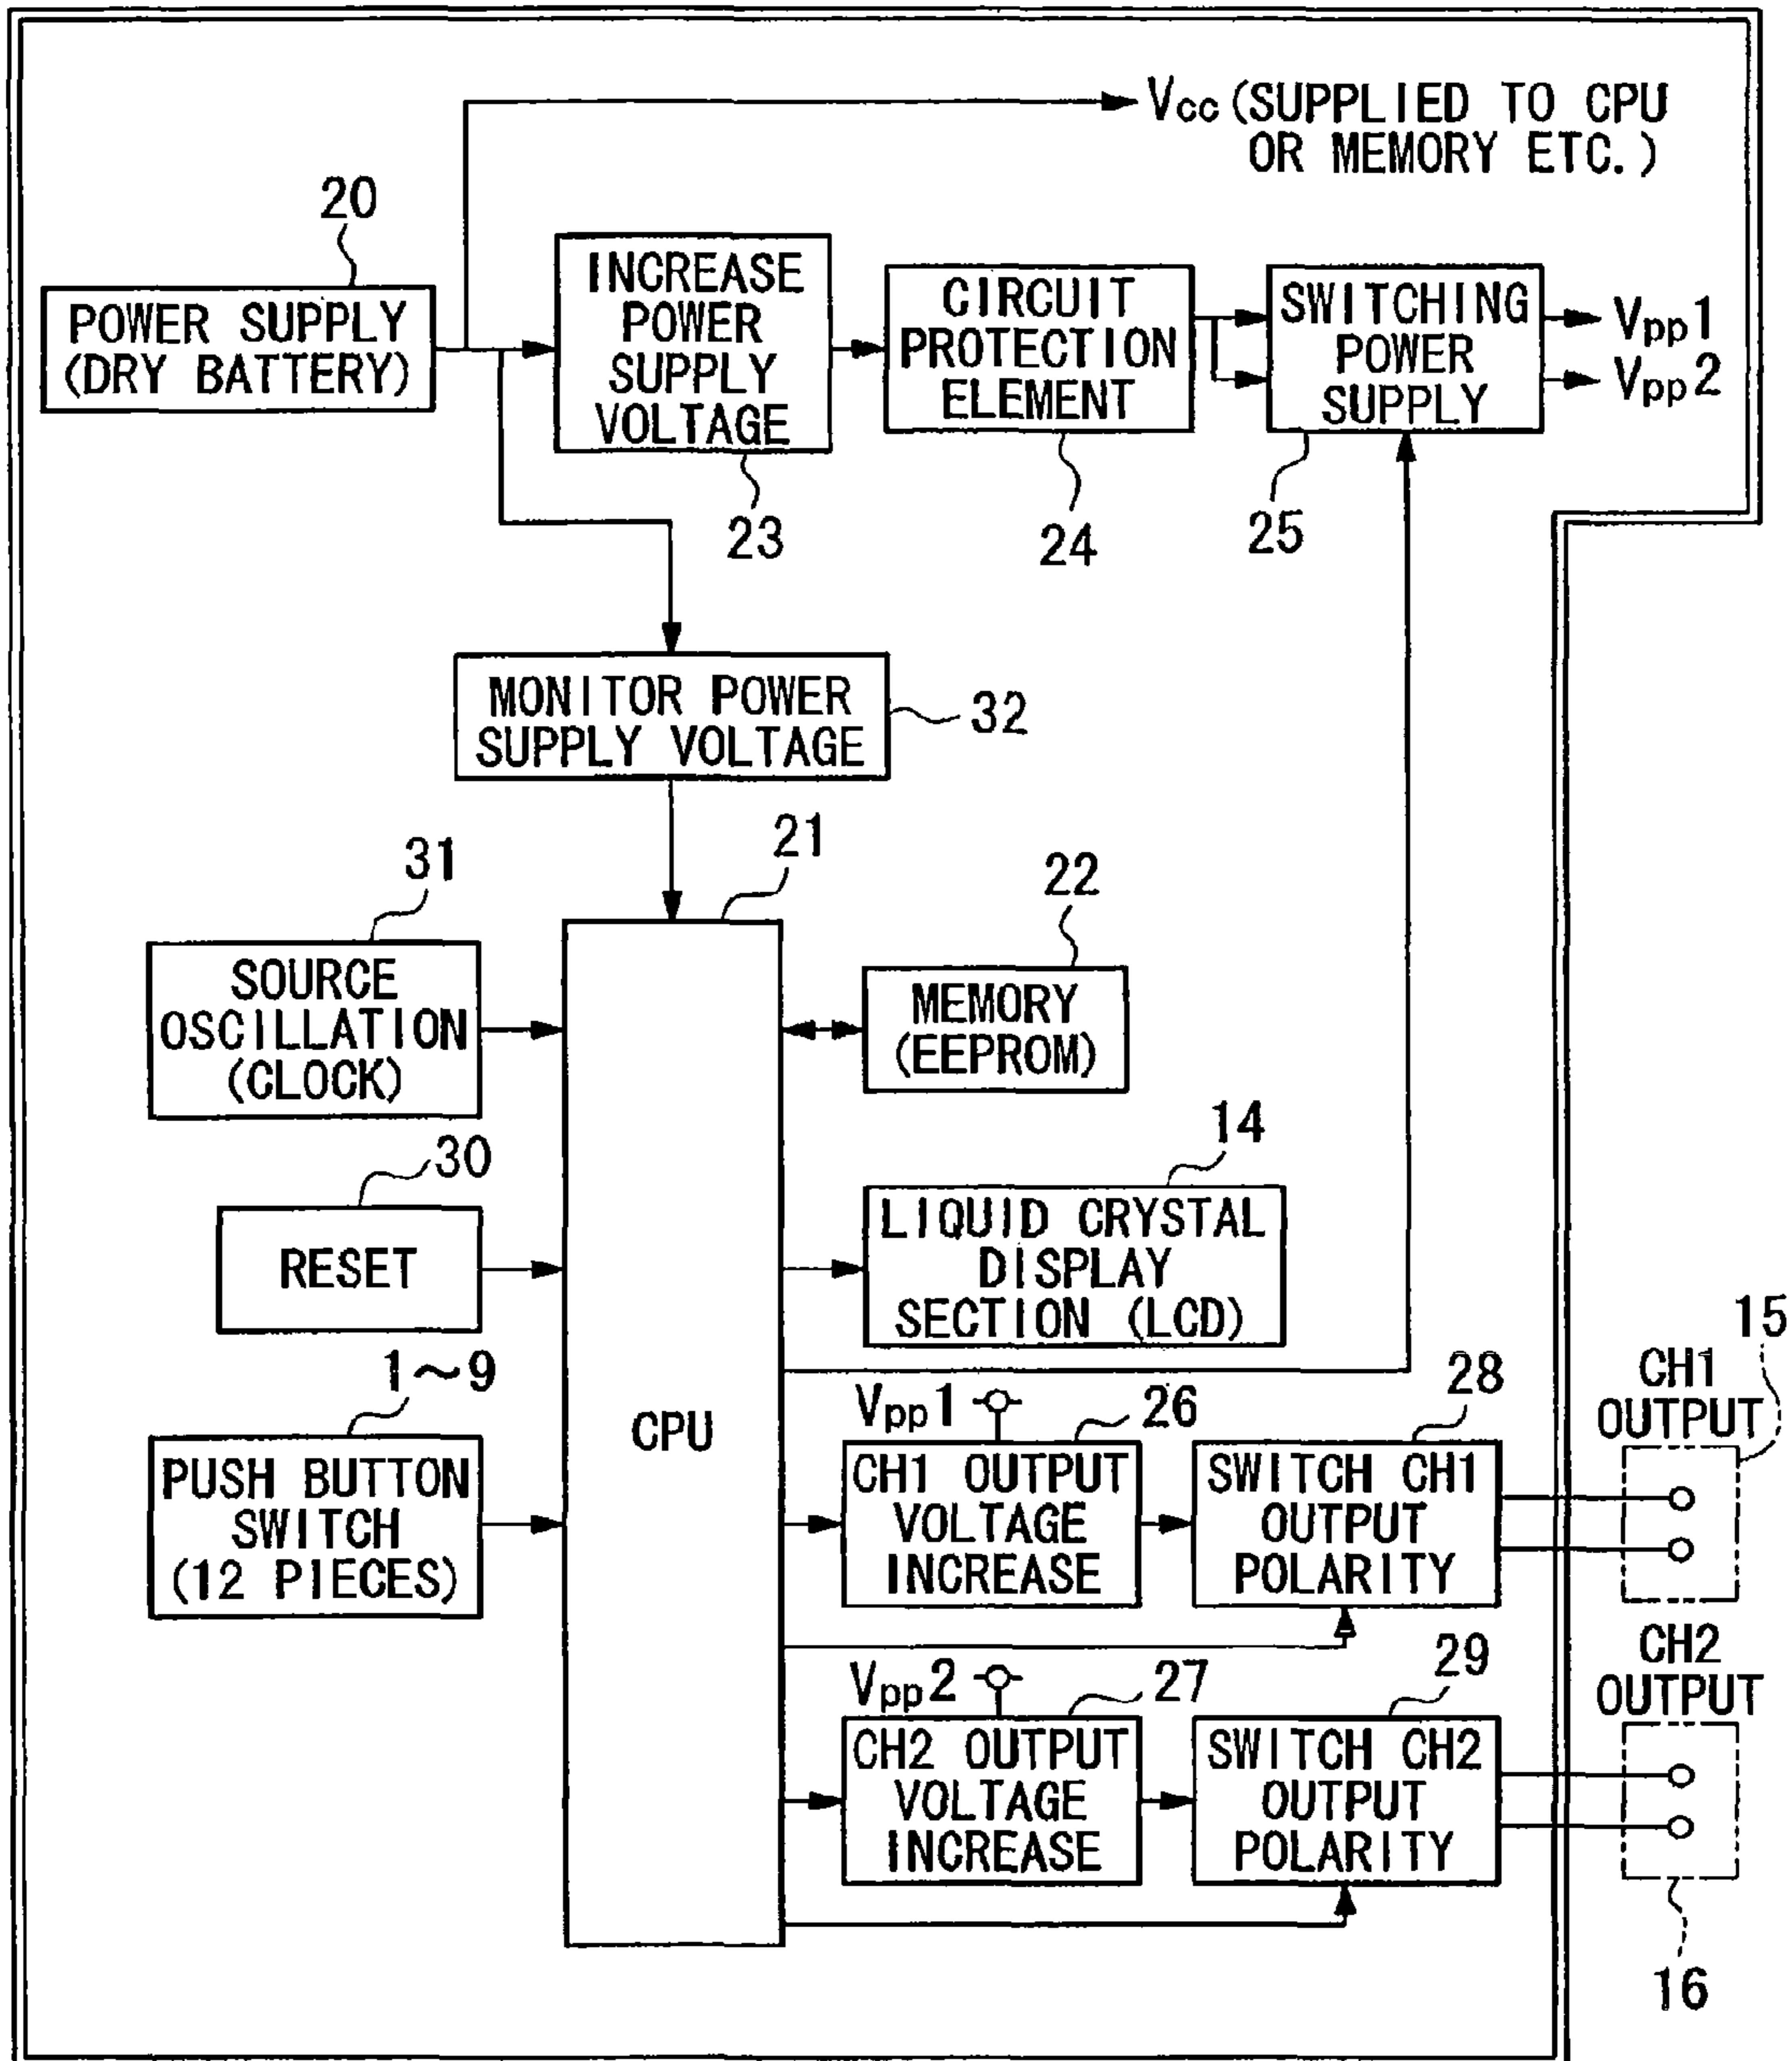 Vcc (SUPPLIED TO CPU
OR MEMORY ETC.)
20
POWER SUPPLY
(DRY BATTERY)
INCREASE
POWER
SUPPLY
VOLTAGE
23
CIRCUIT
PROTECTION
ELEMENT
24
SWITCHING
POWER
SUPPLY
25
Vpp1
Vpp2
MONITOR POWER
SUPPLY VOLTAGE
32
21
CPU
31
SOURCE
OSCILLATION
(CLOCK)
22
MEMORY
(EEPROM)
30
RESET
14
LIQUID CRYSTAL
DISPLAY
SECTION (LCD)
1~9
PUSH BUTTON
SWITCH
(12 PIECES)
Vpp1
26
CH1 OUTPUT
VOLTAGE
INCREASE
28
SWITCH CH1
OUTPUT
POLARITY
15
CH1
OUTPUT
Vpp2
27
CH2 OUTPUT
VOLTAGE
INCREASE
29
SWITCH CH2
OUTPUT
POLARITY
CH2
OUTPUT
16